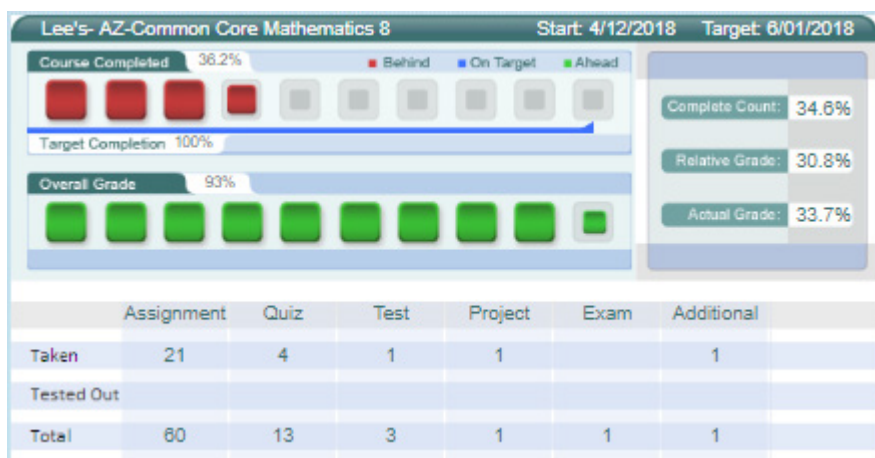 Lee's- AZ-Common Core Mathematics 8 Start: 4/12/2018 Target: 6/01/2018
Course Completed 36.2% Behind On Target Ahead
Complete Count: 34.6%
Target Completion 100%
Relative Grade: 30.8%
Overall Grade 93%
Actual Grade: 33.7%
Assignment Quiz Test Project Exam Additional
Taken 21 4 1 1 1
Tested Out
Total 60 13 3 1 1 1